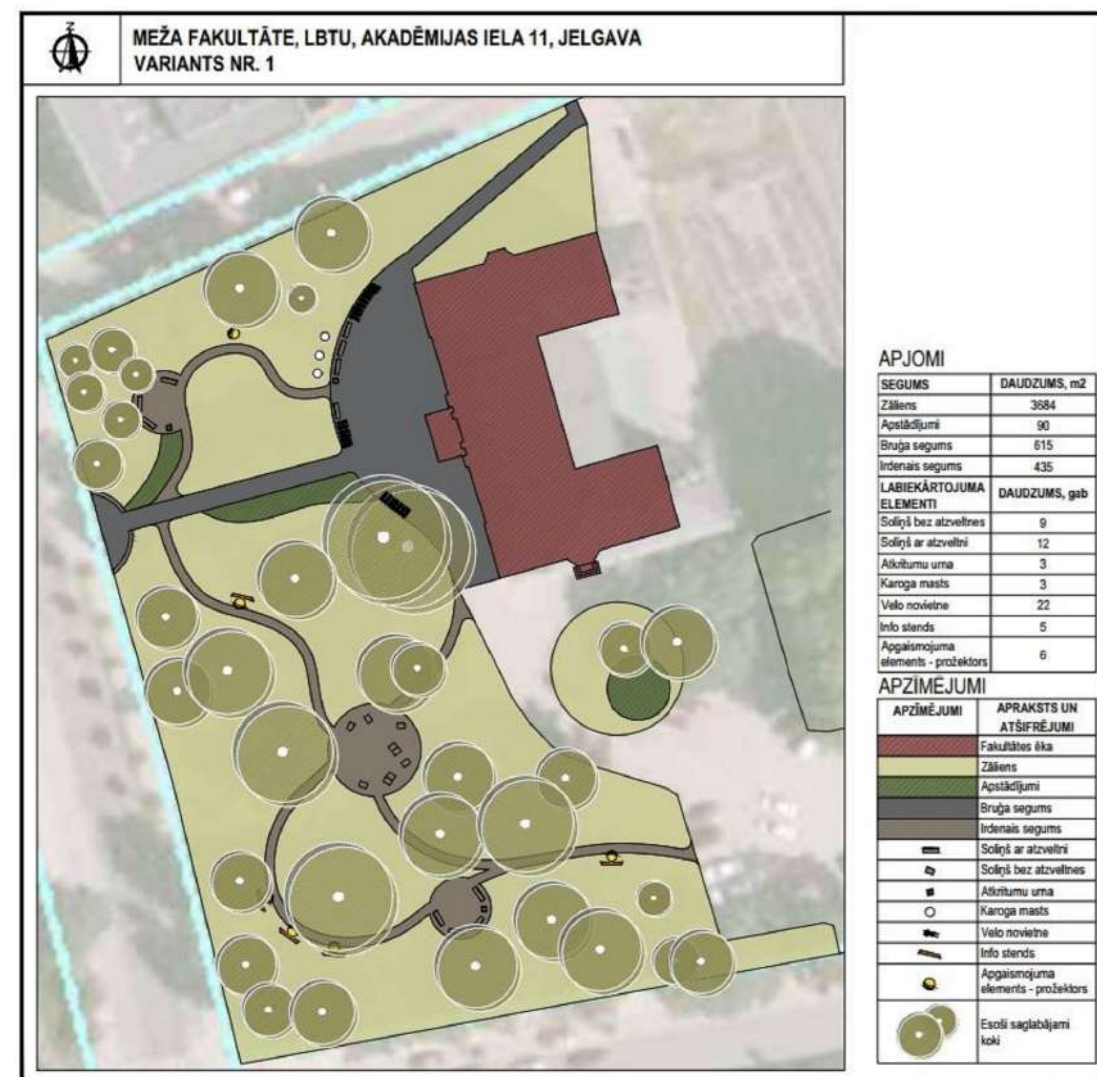 Z
MEŽA FAKULTĀTE, LBTU, AKADĒMIJAS IELA 11, JELGAVA
VARIANTS NR. 1
APJOMI
SEGUMS DAUDZUMS, m2
Zāliens 3684
Apstādījumi 90
Bruģa segums 615
Irdenais segums 435
LABIEKĀRTOJUMA DAUDZUMS, gab
ELEMENTI
Soliņš bez atzveltnes 9
Soliņš ar atzveltni 12
Atkritumu urna 3
Karoga masts 3
Velo novietne 22
Info stends 5
Apgaismojuma
elements - prožektors 6
APZĪMĒJUMI
APZĪMĒJUMI APRAKSTS UN
ATŠIFRĒJUMI
Fakultātes ēka
Zāliens
Apstādījumi
Bruģa segums
Irdenais segums
Soliņš ar atzveltni
Soliņš bez atzveltnes
Atkritumu urna
Karoga masts
Velo novietne
Info stends
Apgaismojuma
elements - prožektors
Esoši saglabājami
koki